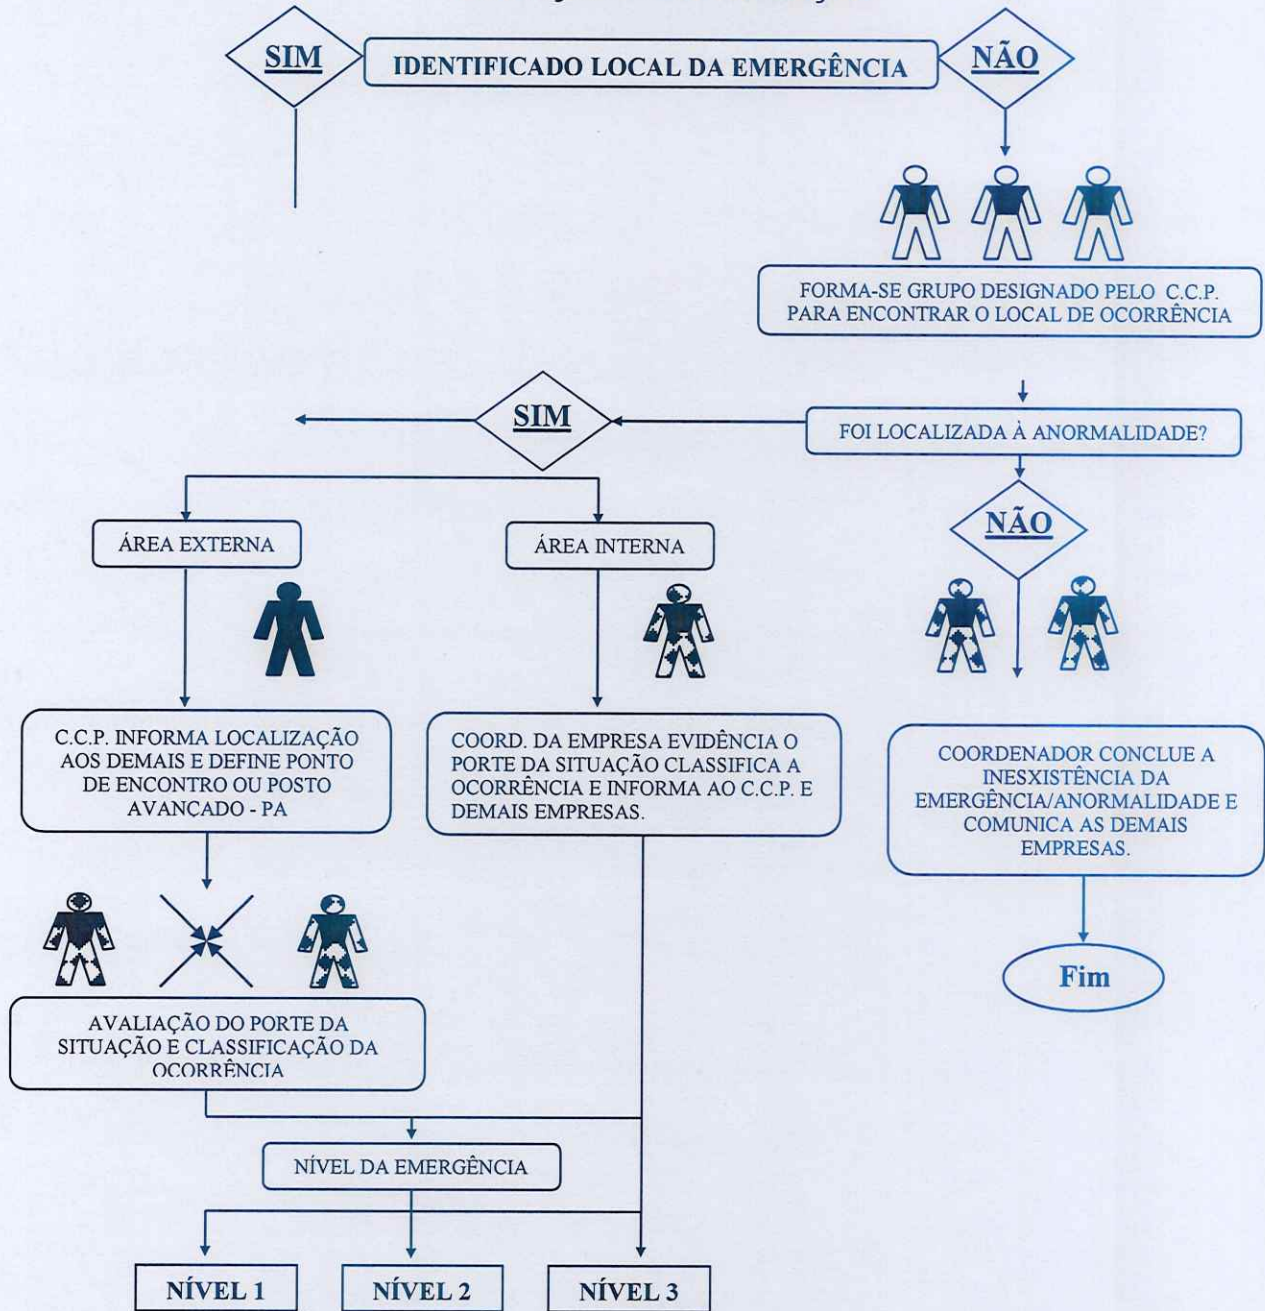 SIM
IDENTIFICADO LOCAL DA EMERGÊNCIA
NÃO
FORMA-SE GRUPO DESIGNADO PELO C.C.P.
PARA ENCONTRAR O LOCAL DE OCORRÊNCIA
SIM
FOI LOCALIZADA À ANORMALIDADE?
ÁREA EXTERNA
ÁREA INTERNA
NÃO
C.C.P. INFORMA LOCALIZAÇÃO
AOS DEMAIS E DEFINE PONTO
DE ENCONTRO OU POSTO
AVANÇADO - PA
COORD. DA EMPRESA EVIDÊNCIA O
PORTE DA SITUAÇÃO CLASSIFICA A
OCORRÊNCIA E INFORMA AO C.C.P. E
DEMAIS EMPRESAS.
COORDENADOR CONCLUE A
INESXISTÊNCIA DA
EMERGÊNCIA/ANORMALIDADE E
COMUNICA AS DEMAIS
EMPRESAS.
Fim
AVALIAÇÃO DO PORTE DA
SITUAÇÃO E CLASSIFICAÇÃO DA
OCORRÊNCIA
NÍVEL DA EMERGÊNCIA
NÍVEL 1
NÍVEL 2
NÍVEL 3